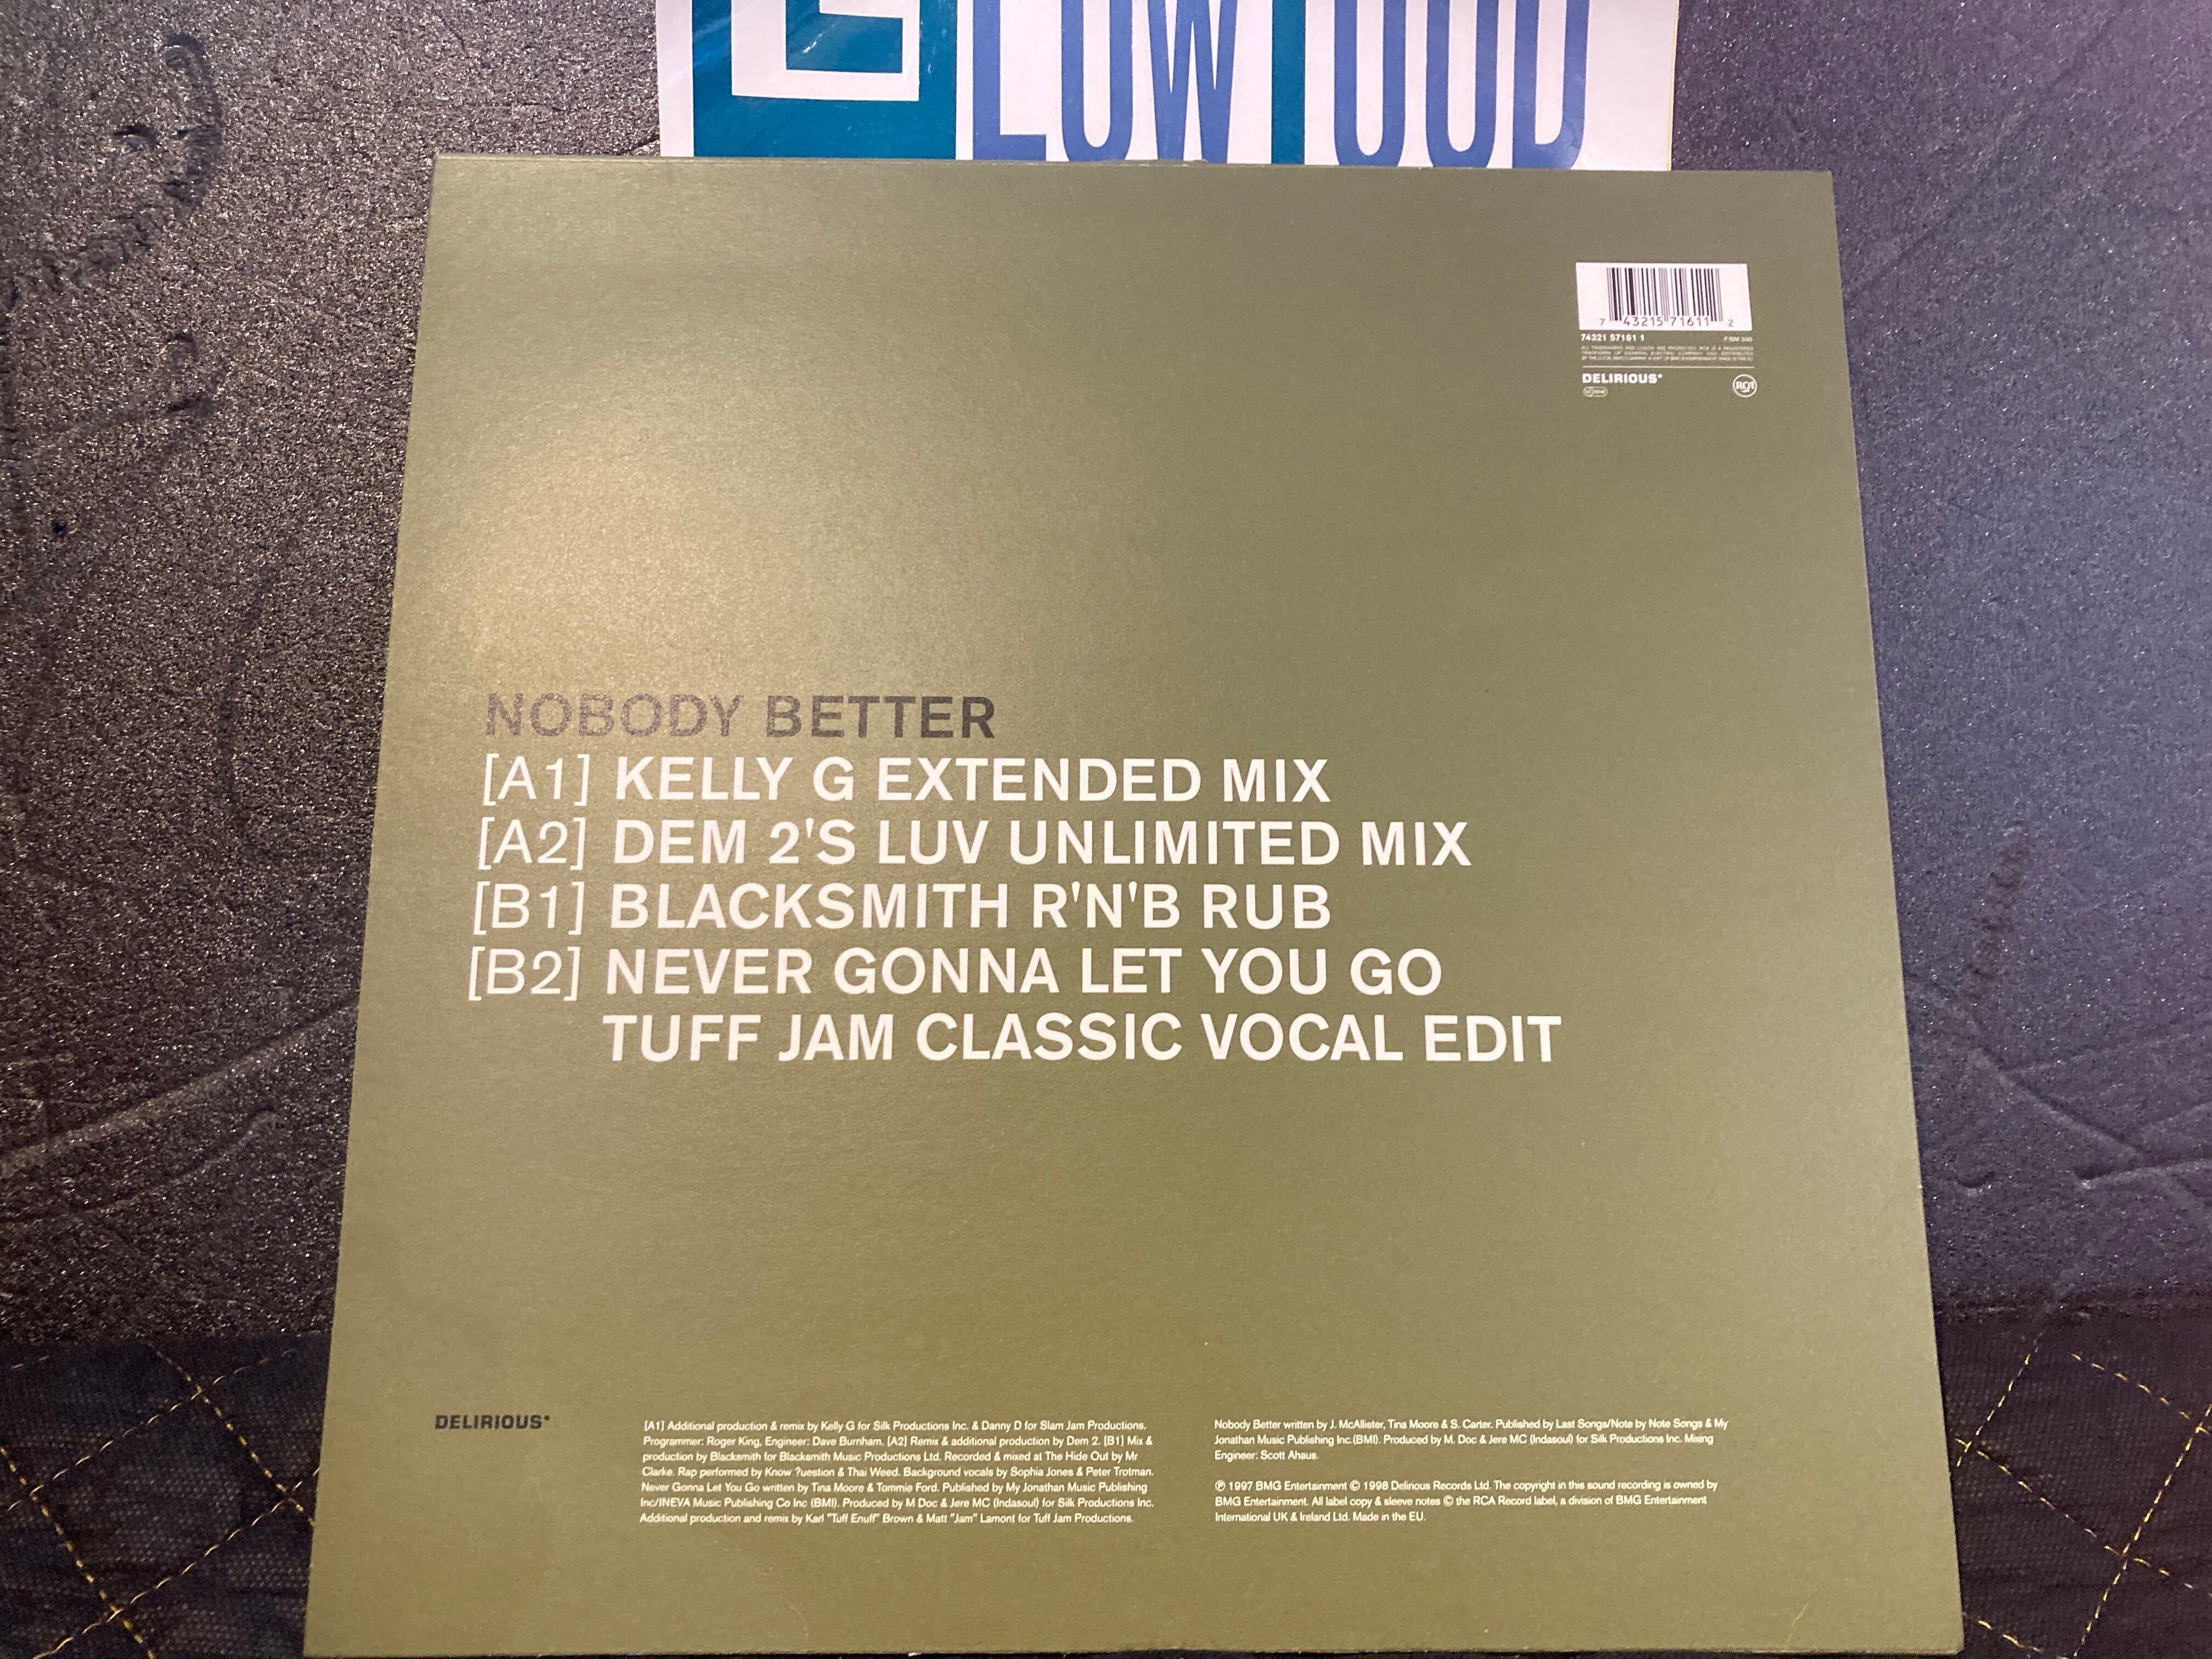 LOWTOOD
7 43215 71611 2
74321 57161 1
DELIRIOUS°
RCA
NOBODY BETTER
[A1] KELLY G EXTENDED MIX
[A2] DEM 2'S LUV UNLIMITED MIX
[B1] BLACKSMITH R'N'B RUB
[B2] NEVER GONNA LET YOU GO
TUFF JAM CLASSIC VOCAL EDIT
DELIRIOUS°
[A1] Additional production & remix by Kelly G for Silk Productions Inc. & Danny D for Slam Jam Productions.
Programmer: Roger King, Engineer: Dave Burnham. [A2] Remix & additional production by Dem 2. [B1] Mix &
production by Blacksmith for Blacksmith Music Productions Ltd. Recorded & mixed at The Hide Out by Mr
Clarke. Rap performed by Know ?uestion & Thai Weed. Background vocals by Sophia Jones & Peter Trotman.
Never Gonna Let You Go written by Tina Moore & Tommie Ford. Published by My Jonathan Music Publishing
Inc/INEVA Music Publishing Co Inc (BMI). Produced by M Doc & Jere MC (Indasoul) for Silk Productions Inc.
Additional production and remix by Karl "Tuff Enuff" Brown & Matt "Jam" Lamont for Tuff Jam Productions.
Nobody Better written by J. McAllister, Tina Moore & S. Carter. Published by Last Songs/Note by Note Songs & My
Jonathan Music Publishing Inc.(BMI). Produced by M. Doc & Jere MC (Indasoul) for Silk Productions Inc. Mixing
Engineer: Scott Ahaus.
℗ 1997 BMG Entertainment © 1998 Delirious Records Ltd. The copyright in this sound recording is owned by
BMG Entertainment. All label copy & sleeve notes © the RCA Record label, a division of BMG Entertainment
International UK & Ireland Ltd. Made in the EU.